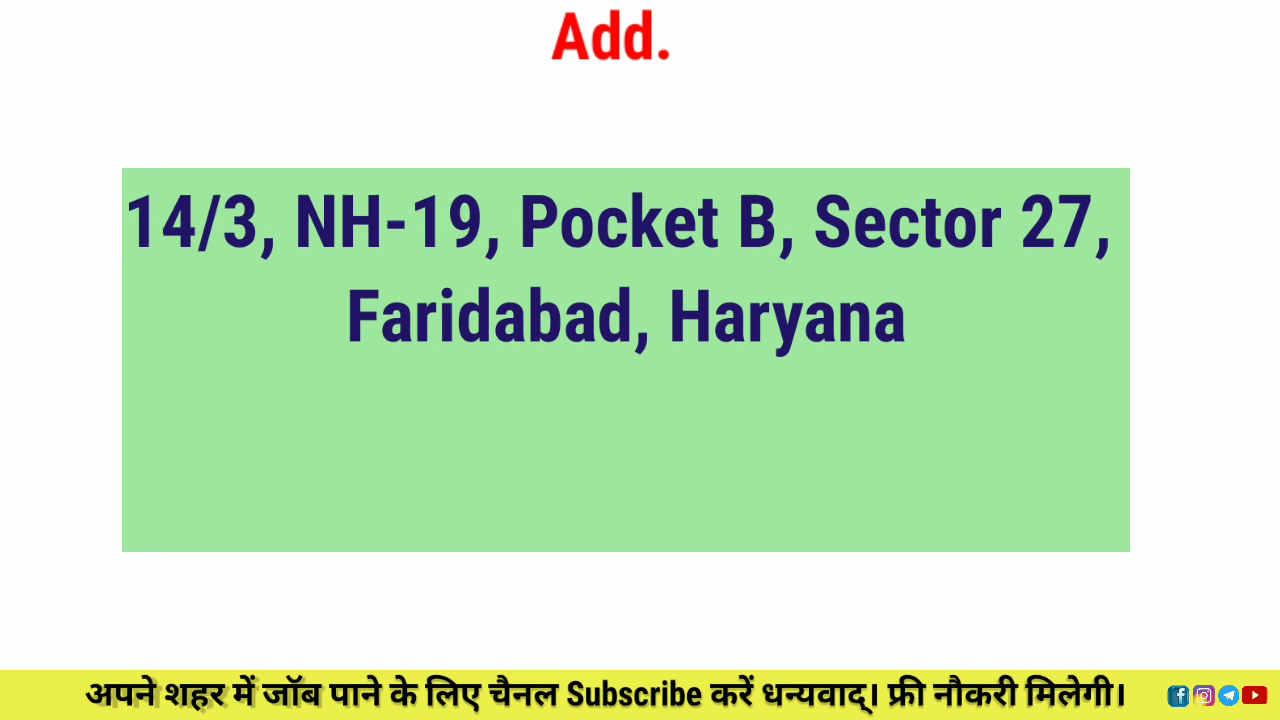 Add.
14/3, NH-19, Pocket B, Sector 27,
Faridabad, Haryana
अपने शहर में जॉब पाने के लिए चैनल Subscribe करें धन्यवाद्। फ्री नौकरी मिलेगी।